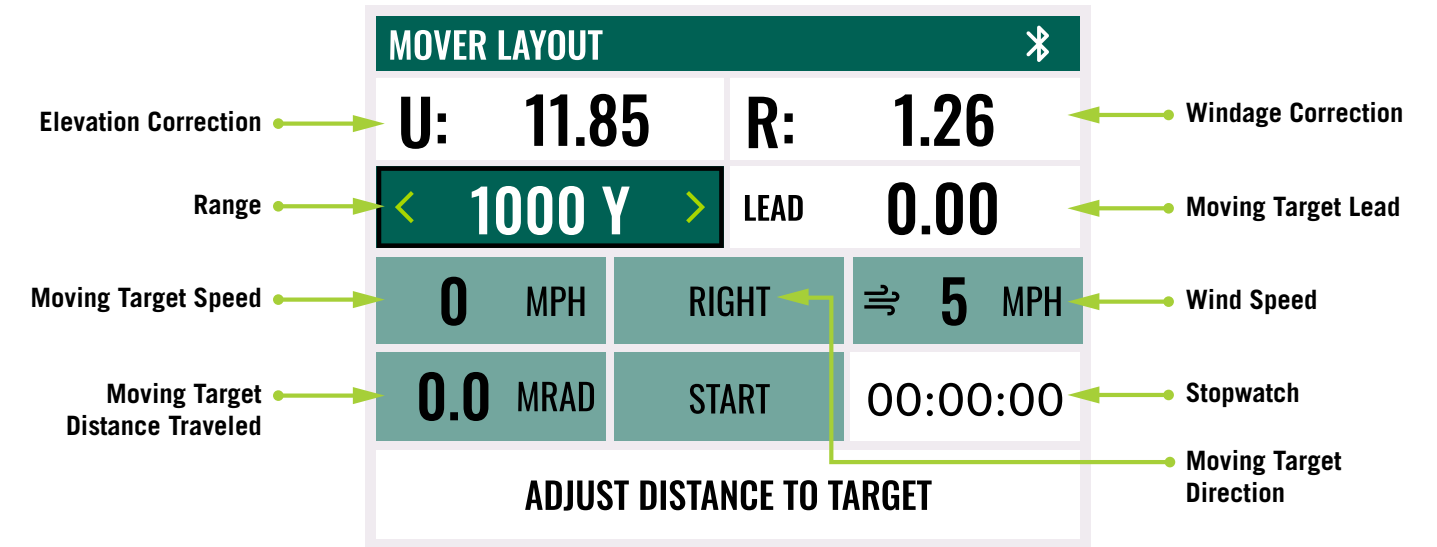 MOVER LAYOUT
Elevation Correction
U: 11.85
R: 1.26
Windage Correction
Range
1000 Y
LEAD 0.00
Moving Target Lead
Moving Target Speed
0 MPH
RIGHT
5 MPH
Wind Speed
Moving Target
Distance Traveled
0.0 MRAD
START
00:00:00
Stopwatch
Moving Target
Direction
ADJUST DISTANCE TO TARGET